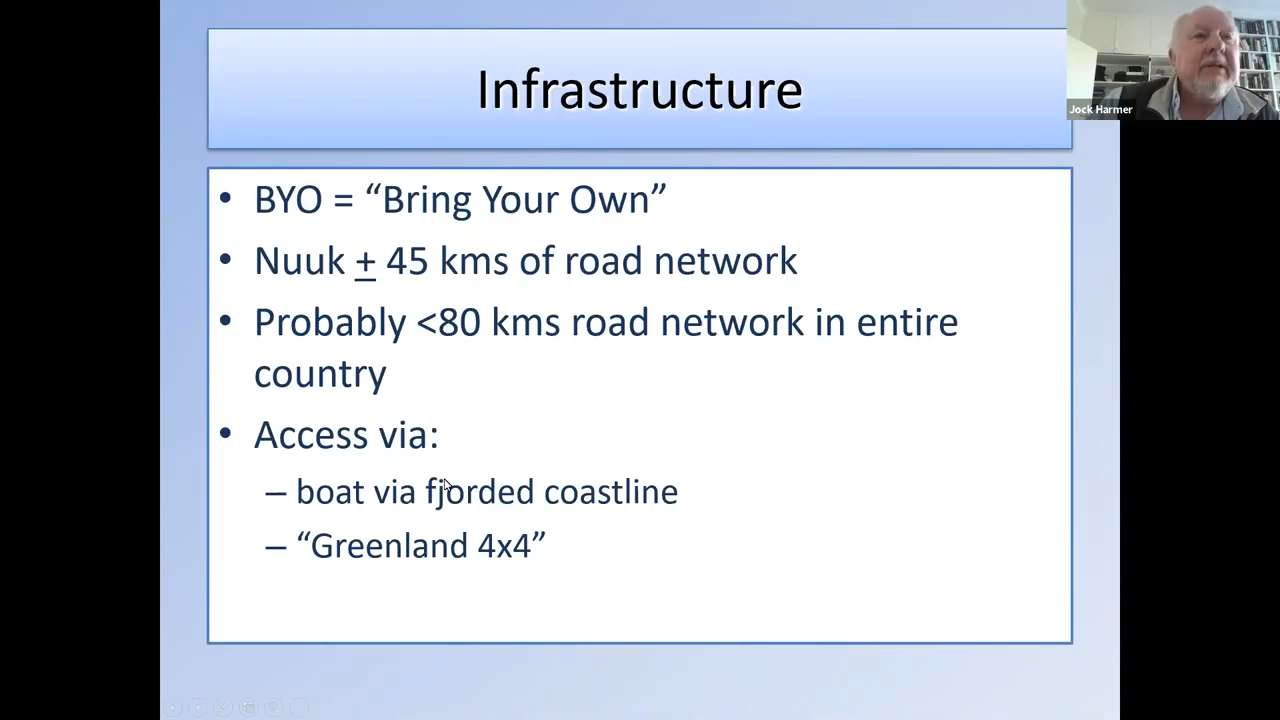 Infrastructure
Jock Harmer
• BYO = “Bring Your Own”
• Nuuk ± 45 kms of road network
• Probably <80 kms road network in entire
country
• Access via:
– boat via fjorded coastline
– “Greenland 4x4”